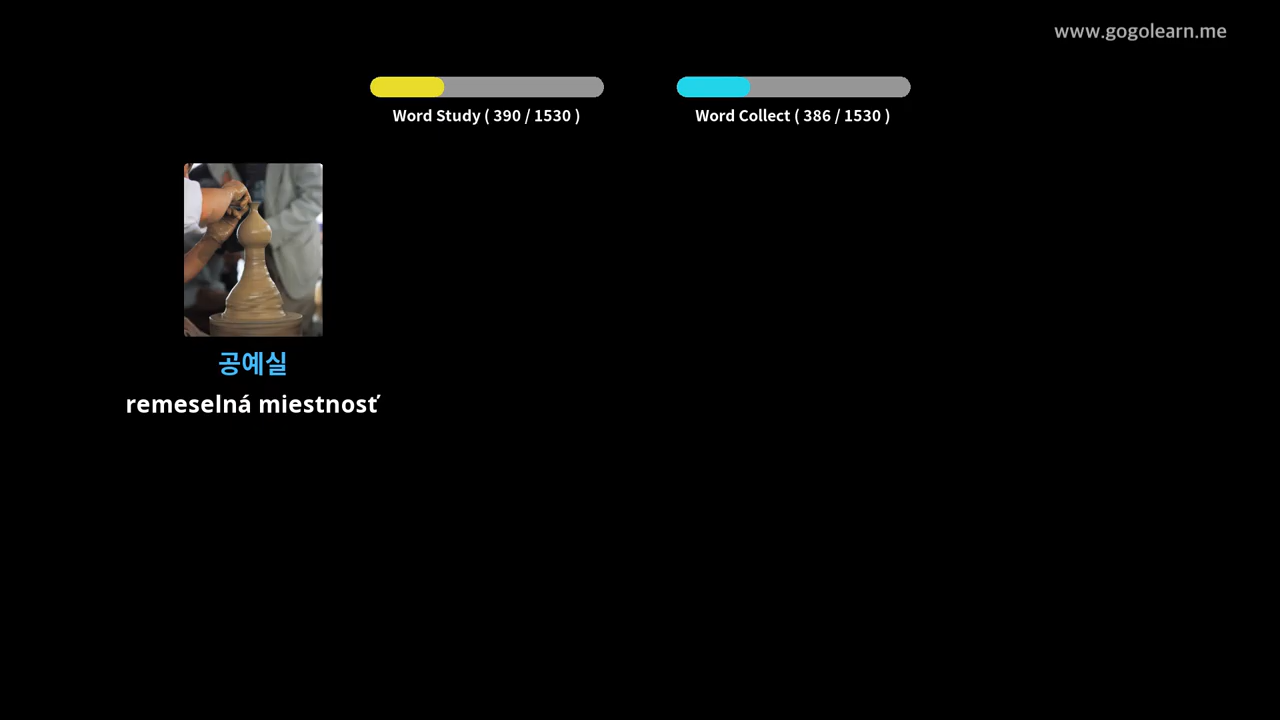 www.gogolearn.me
Word Study ( 390 / 1530 )
Word Collect ( 386 / 1530 )
공예실
remeselná miestnosť